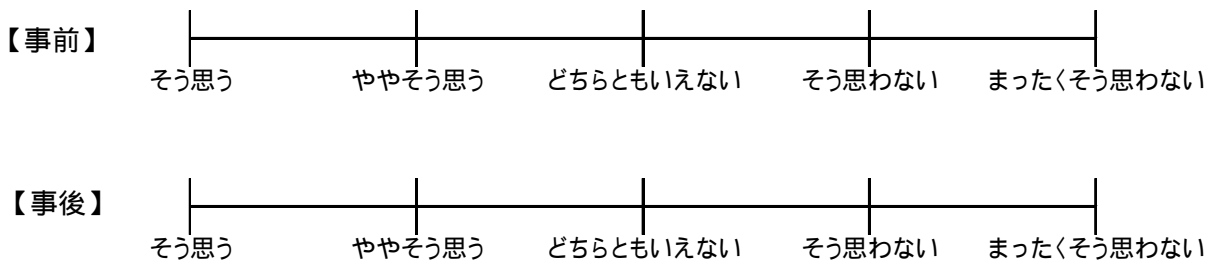 【事前】
そう思う ややそう思う どちらともいえない そう思わない まったくそう思わない
【事後】
そう思う ややそう思う どちらともいえない そう思わない まったくそう思わない